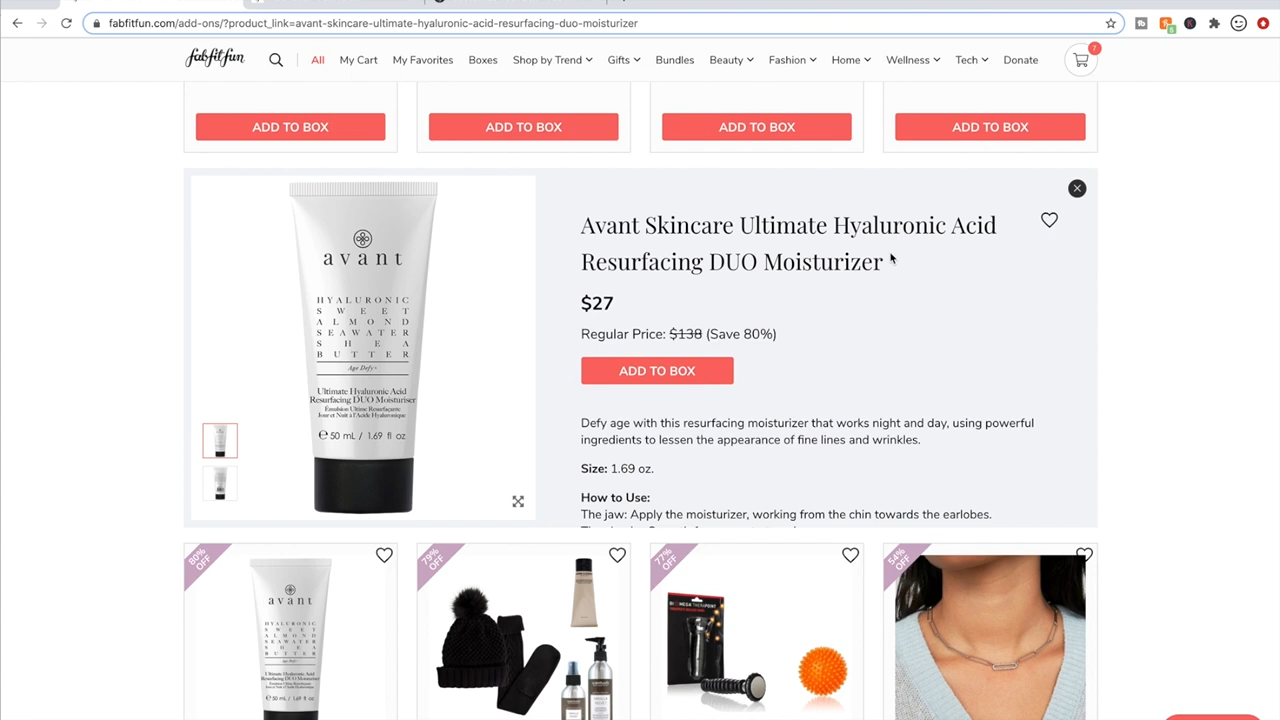 fabfitfun.com/add-ons/?product_link=avant-skincare-ultimate-hyaluronic-acid-resurfacing-duo-moisturizer
5
fabfitfun
All
My Cart
My Favorites
Boxes
Shop by Trend
Gifts
Bundles
Beauty
Fashion
Home
Wellness
Tech
Donate
7
ADD TO BOX
ADD TO BOX
ADD TO BOX
ADD TO BOX
avant
HYALURONIC
SWEET
ALMOND
SEAWATER
SHEA
BUTTER
Age Defy+
Ultimate Hyaluronic Acid
Resurfacing DUO Moisturiser
Émulsion Ultime Resurfaçante
Jour et Nuit à l'Acide Hyaluronique
℮ 50 mL / 1.69 fl oz
Avant Skincare Ultimate Hyaluronic Acid
Resurfacing DUO Moisturizer
$27
Regular Price: $138 (Save 80%)
ADD TO BOX
Defy age with this resurfacing moisturizer that works night and day, using powerful
ingredients to lessen the appearance of fine lines and wrinkles.
Size: 1.69 oz.
How to Use:
The jaw: Apply the moisturizer, working from the chin towards the earlobes.
80% OFF
avant
HYALURONIC
SWEET
ALMOND
SEAWATER
SHEA
BUTTER
Age Defy+
Ultimate Hyaluronic Acid
Resurfacing DUO Moisturiser
℮ 50 mL / 1.69 fl oz
79% OFF
77% OFF
54% OFF